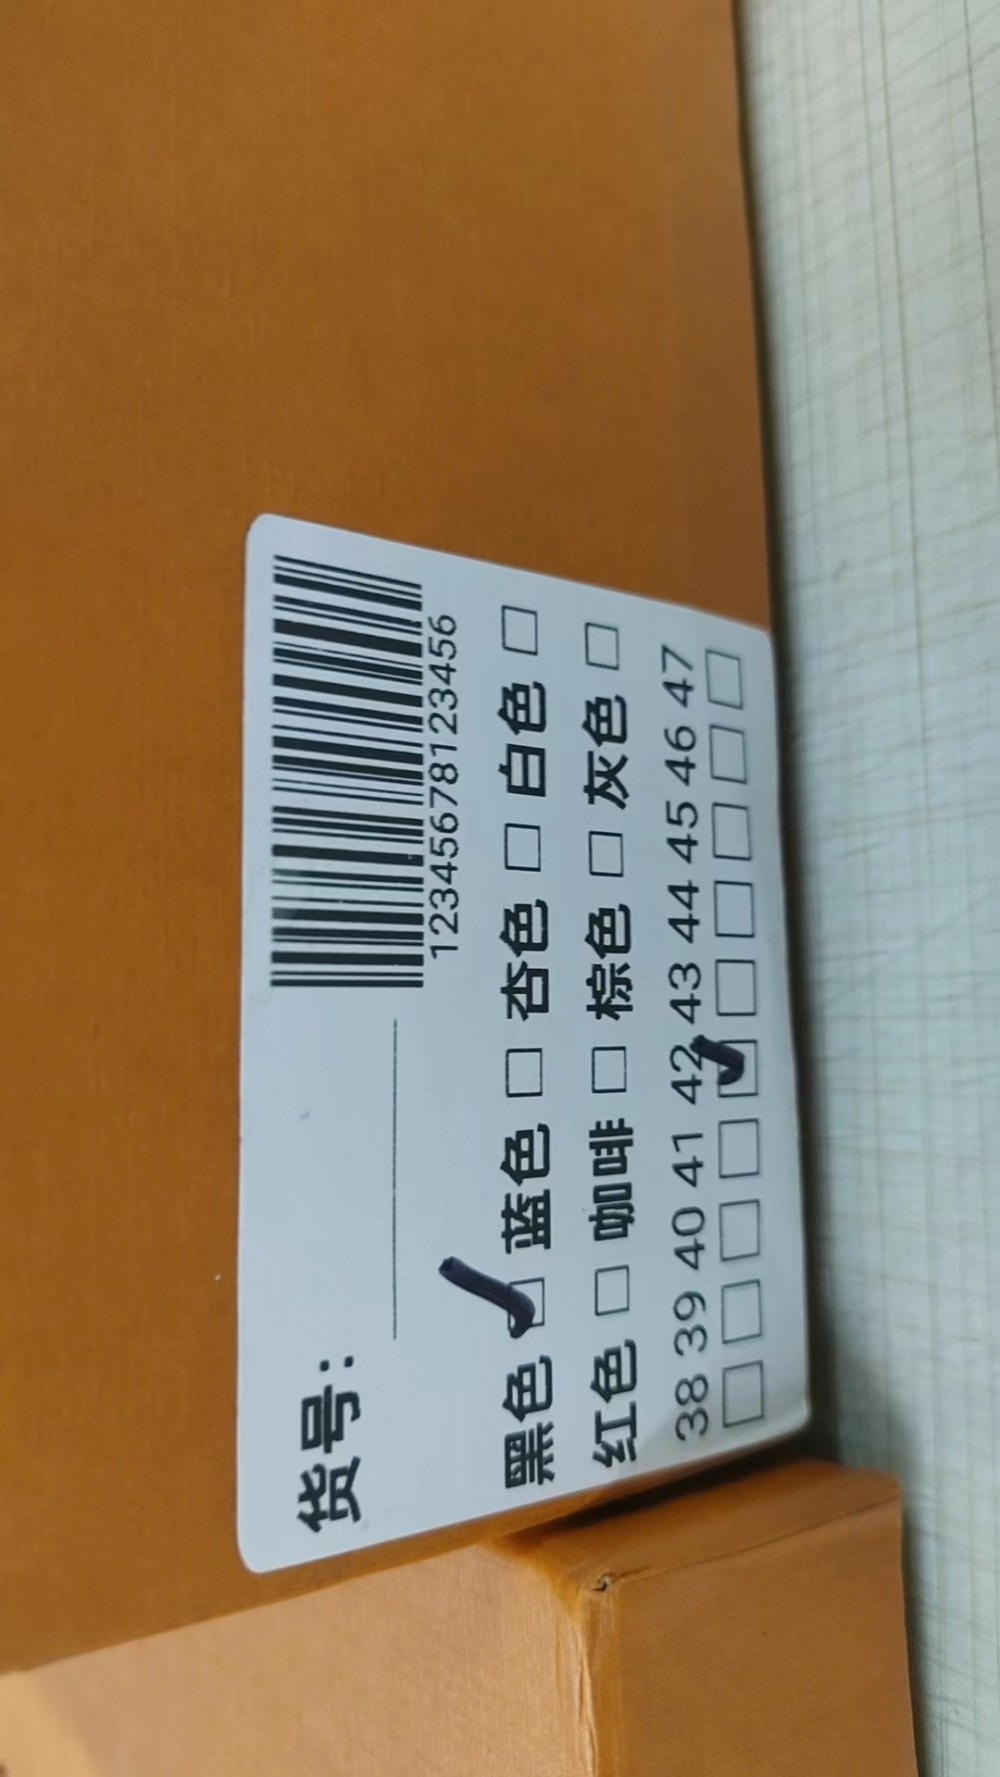 货号：
12345678123456
黑色 ☑ 蓝色 □ 杏色 □ 白色 □
红色 □ 咖啡 □ 棕色 □ 灰色 □
38 39 40 41 42 43 44 45 46 47
□ □ □ □ ☑ □ □ □ □ □